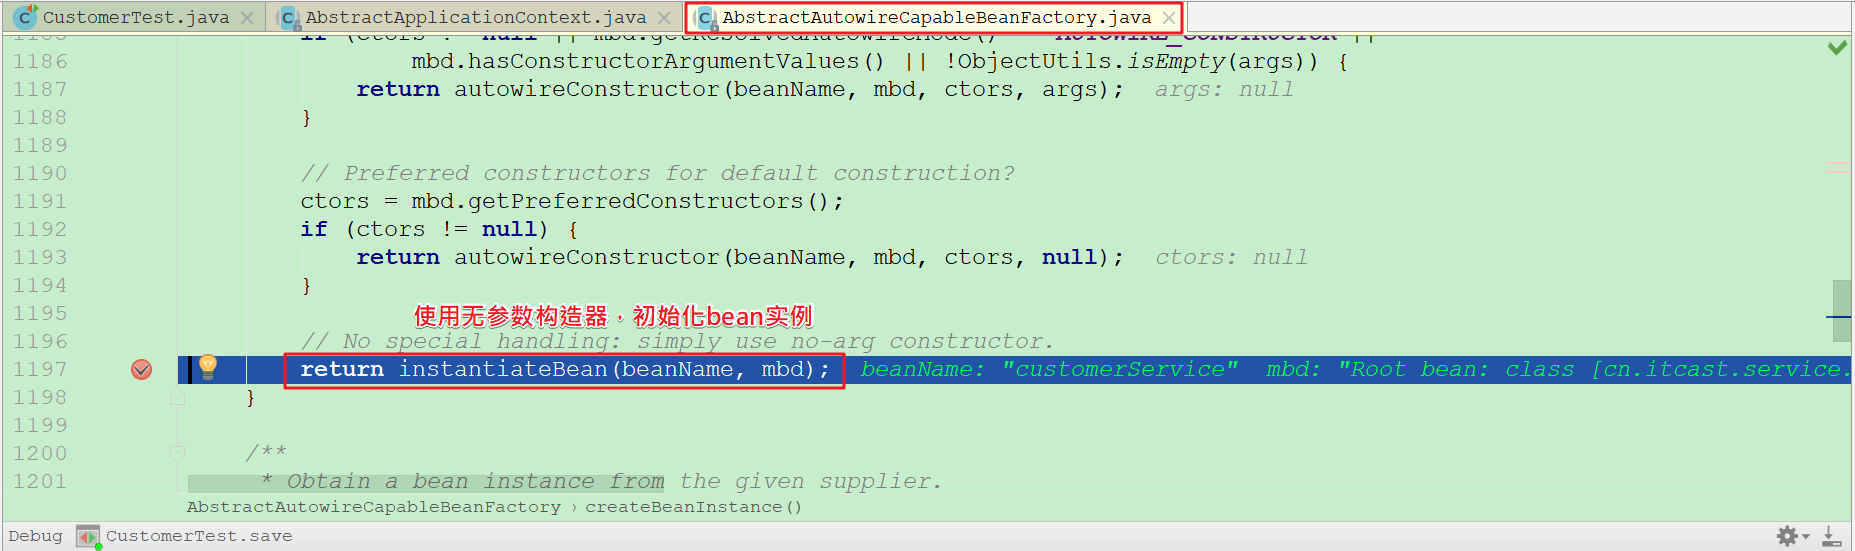 CustomerTest.java
AbstractApplicationContext.java
AbstractAutowireCapableBeanFactory.java
1185 if (ctors != null || mbd.getResolvedAutowireMode() == AUTOWIRE_CONSTRUCTOR ||
1186 mbd.hasConstructorArgumentValues() || !ObjectUtils.isEmpty(args)) {
1187 return autowireConstructor(beanName, mbd, ctors, args); args: null
1188 }
1189
1190 // Preferred constructors for default construction?
1191 ctors = mbd.getPreferredConstructors();
1192 if (ctors != null) {
1193 return autowireConstructor(beanName, mbd, ctors, null); ctors: null
1194 }
1195 使用无参数构造器，初始化bean实例
1196 // No special handling: simply use no-arg constructor.
1197 return instantiateBean(beanName, mbd); beanName: "customerService" mbd: "Root bean: class [cn.itcast.service.
1198 }
1199
1200 /**
1201 * Obtain a bean instance from the given supplier.
AbstractAutowireCapableBeanFactory › createBeanInstance()
Debug CustomerTest.save